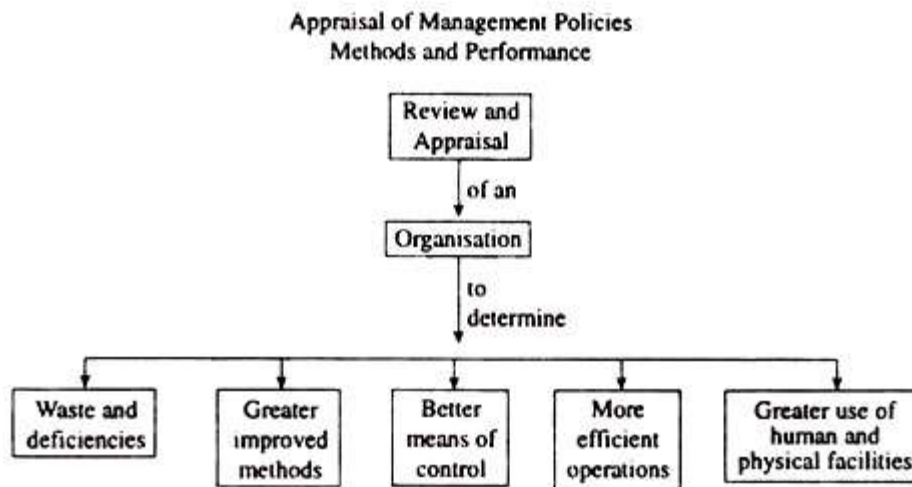 Appraisal of Management Policies
Methods and Performance
Review and
Appraisal
of an
Organisation
to
determine
Waste and
deficiencies
Greater
improved
methods
Better
means of
control
More
efficient
operations
Greater use of
human and
physical facilities